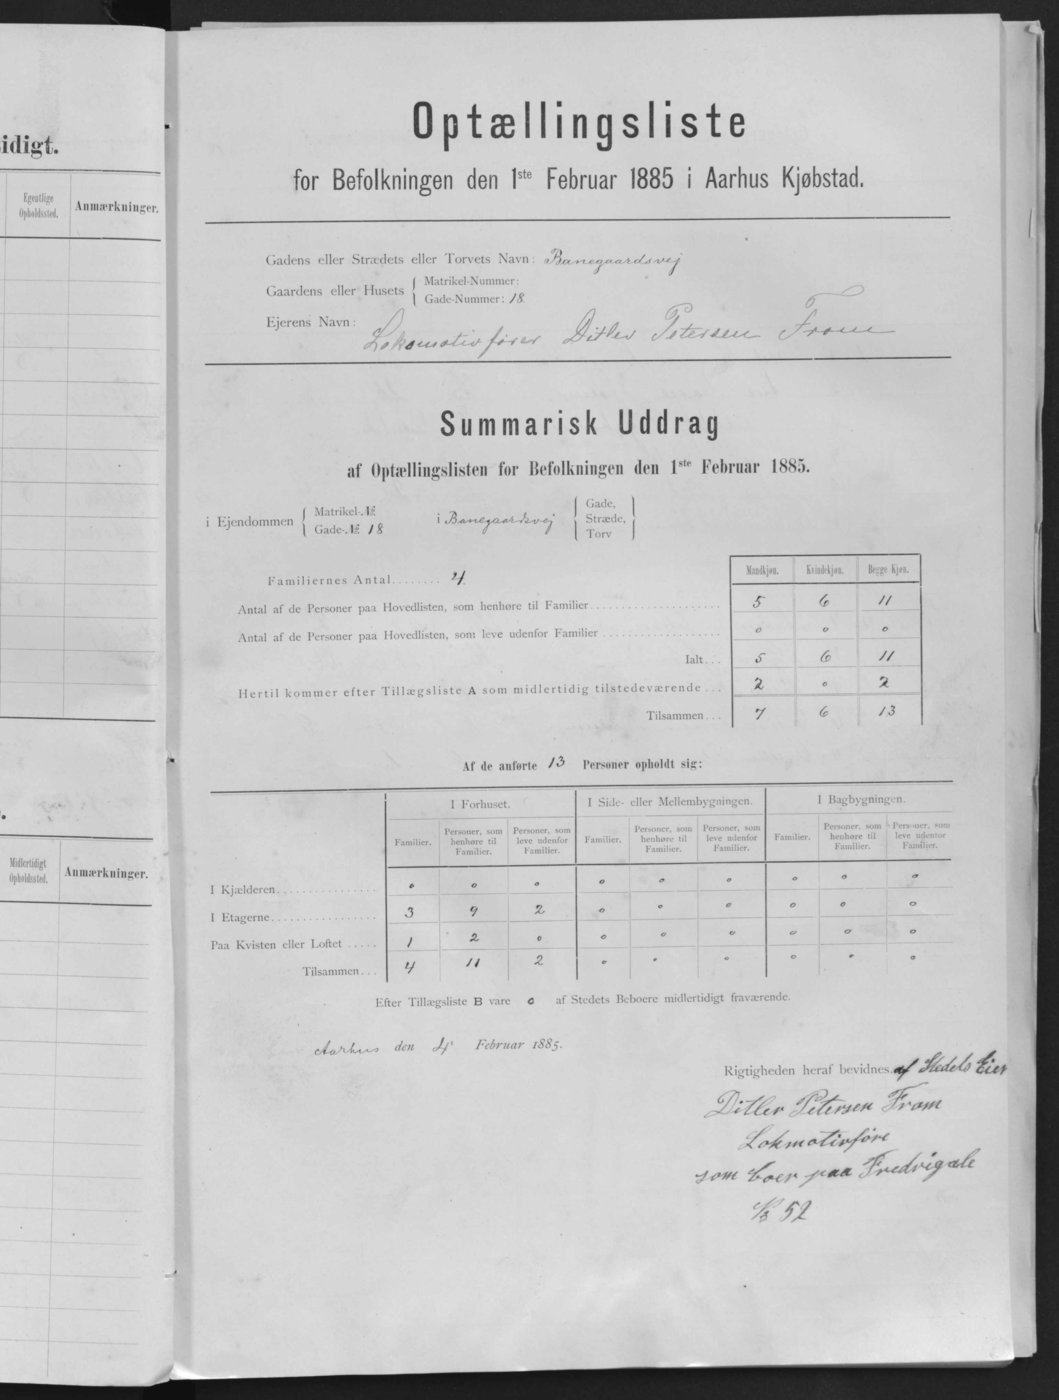 idigt.
Egentlige Opholdssted.
Anmærkninger.
Midlertidigt Opholdssted.
Anmærkninger.
Optællingsliste
for Befolkningen den 1ste Februar 1885 i Aarhus Kjøbstad.
Gadens eller Strædets eller Torvets Navn: Banegaardsvej
Gaardens eller Husets { Matrikel-Nummer:
Gade-Nummer: 18
Ejerens Navn: Lokomotivfører Ditlev Petersen From
Summarisk Uddrag
af Optællingslisten for Befolkningen den 1ste Februar 1885.
i Ejendommen { Matrikel-№
Gade-№ 18
i Banegaardsvej { Gade, Stræde, Torv }
Mandkjøn. Kvindekjøn. Begge Kjøn.
Familiernes Antal........ 4
Antal af de Personer paa Hovedlisten, som henhøre til Familier 5 6 11
Antal af de Personer paa Hovedlisten, som leve udenfor Familier 0 0 0
Ialt... 5 6 11
Hertil kommer efter Tillægsliste A som midlertidig tilstedeværende... 2 0 2
Tilsammen... 7 6 13
Af de anførte 13 Personer opholdt sig:
I Forhuset. I Side- eller Mellembygningen. I Bagbygningen.
Familier. Personer, som henhøre til Familier. Personer, som leve udenfor Familier. Familier. Personer, som henhøre til Familier. Personer, som leve udenfor Familier. Familier. Personer, som henhøre til Familier. Personer, som leve udenfor Familier.
I Kjælderen 0 0 0 0 0 0 0 0 0
I Etagerne 3 9 2 0 0 0 0 0 0
Paa Kvisten eller Loftet 1 2 0 0 0 0 0 0 0
Tilsammen... 4 11 2 0 0 0 0 0 0
Efter Tillægsliste B vare 0 af Stedets Beboere midlertidigt fraværende.
Aarhus den 4 Februar 1885.
Rigtigheden heraf bevidnes. af Stedels Eier
Ditlev Petersen From
Lokmotivføre
som boer paa Fredrigale
№ 52